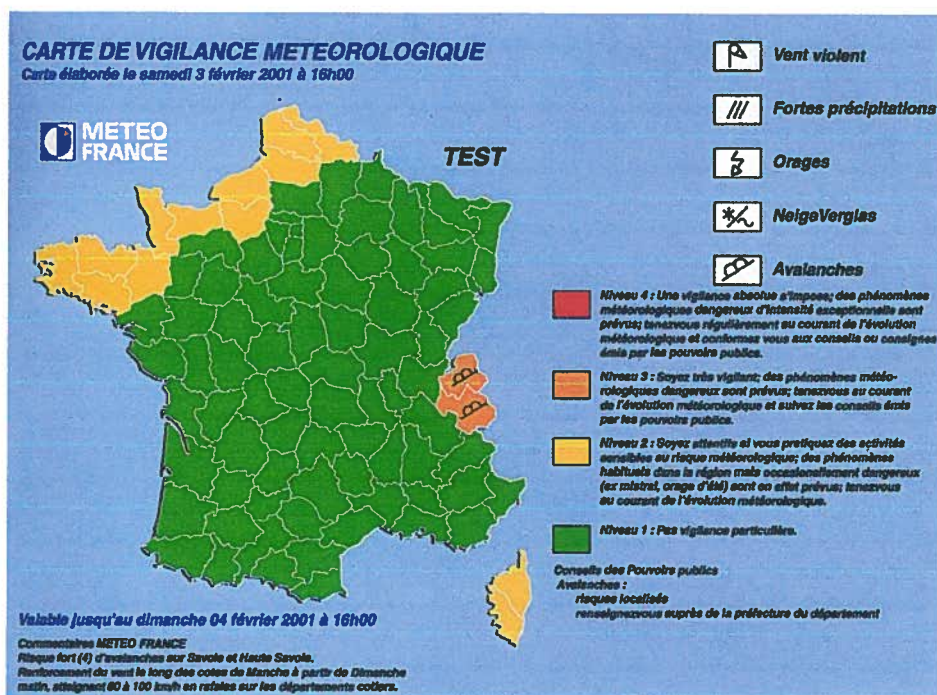 CARTE DE VIGILANCE METEOROLOGIQUE
Carte élaborée le samedi 3 février 2001 à 16h00
METEO
FRANCE
TEST
Vent violent
Fortes précipitations
Orages
NeigeVerglas
Avalanches
Niveau 4 : Une vigilance absolue s'impose; des phénomènes
météorologiques dangereux d'intensité exceptionnelle sont
prévus; tenezvous régulièrement au courant de l'évolution
météorologique et conformez vous aux conseils ou consignes
émis par les pouvoirs publics.
Niveau 3 : Soyez très vigilant; des phénomènes météo-
rologiques dangereux sont prévus; tenezvous au courant
de l'évolution météorologique et suivez les conseils émis
par les pouvoirs publics.
Niveau 2 : Soyez attentifs si vous pratiquez des activités
sensibles au risque météorologique; des phénomènes
habituels dans la région mais occasionellement dangereux
(ex mistral, orage d'été) sont en effet prévus; tenezvous
au courant de l'évolution météorologique.
Niveau 1 : Pas vigilance particulière.
Conseils des Pouvoirs publics
Avalanches :
risques localisés
renseignezvous auprès de la préfecture du département
Valable jusqu'au dimanche 04 février 2001 à 16h00
Commentaires METEO FRANCE
Risque fort (4) d'avalanches sur Savoie et Haute Savoie.
Renforcement du vent le long des cotes de Manche à partir de Dimanche
matin, atteignant 80 à 100 km/h en rafales sur les départements cotiers.